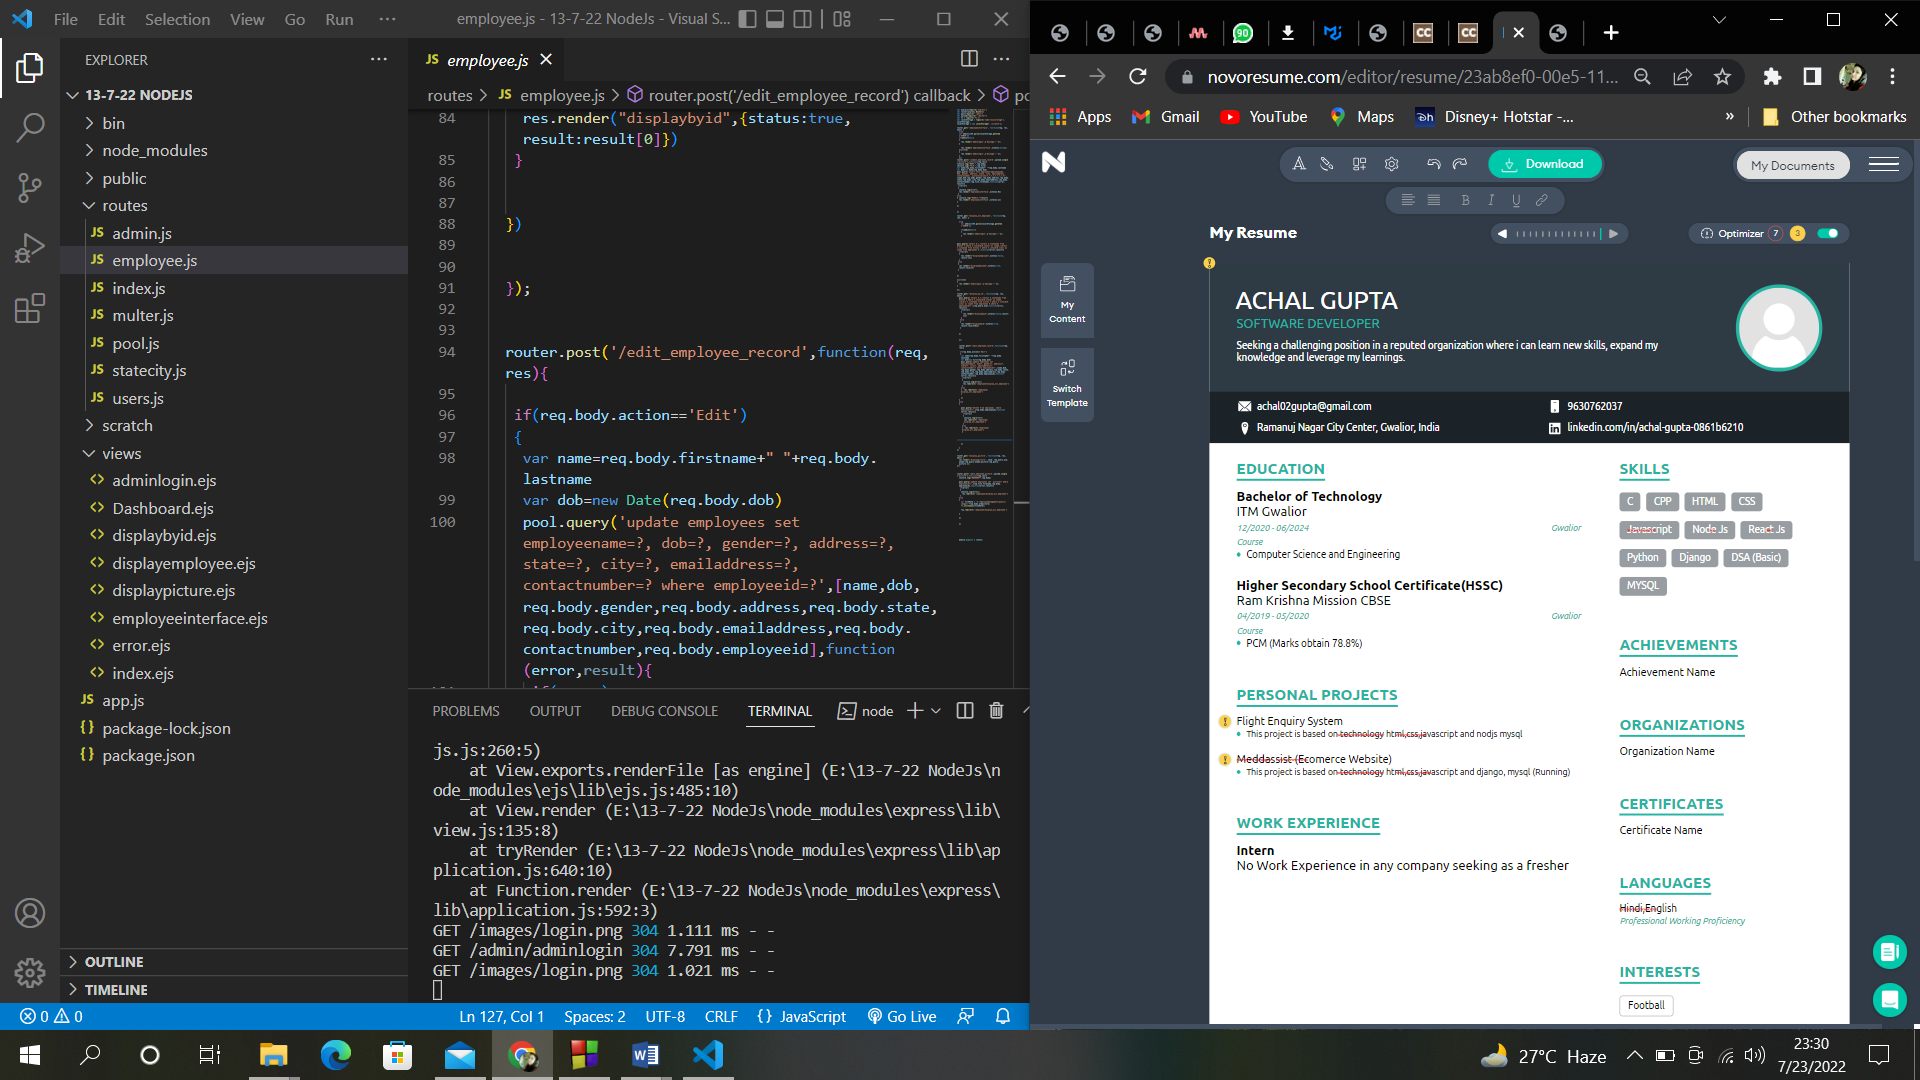 File Edit Selection View Go Run ···
employee.js - 13-7-22 NodeJs - Visual S...
EXPLORER
13-7-22 NODEJS
bin
node_modules
public
routes
JS admin.js
JS employee.js
JS index.js
JS multer.js
JS pool.js
JS statecity.js
JS users.js
scratch
views
<> adminlogin.ejs
<> Dashboard.ejs
<> displaybyid.ejs
<> displayemployee.ejs
<> displaypicture.ejs
<> employeeinterface.ejs
<> error.ejs
<> index.ejs
JS app.js
{} package-lock.json
{} package.json
OUTLINE
TIMELINE
JS employee.js
routes > JS employee.js > router.post('/edit_employee_record') callback >
84 res.render("displaybyid",{status:true,
result:result[0]})
85 }
86
87
88 })
89
90
91 });
92
93
94 router.post('/edit_employee_record',function(req,
res){
95
96 if(req.body.action=='Edit')
97 {
98 var name=req.body.firstname+" "+req.body.
lastname
99 var dob=new Date(req.body.dob)
100 pool.query('update employees set
employeename=?, dob=?, gender=?, address=?,
state=?, city=?, emailaddress=?,
contactnumber=? where employeeid=?',[name,dob,
req.body.gender,req.body.address,req.body.state,
req.body.city,req.body.emailaddress,req.body.
contactnumber,req.body.employeeid],function
(error,result){
PROBLEMS OUTPUT DEBUG CONSOLE TERMINAL node
js.js:260:5)
at View.exports.renderFile [as engine] (E:\13-7-22 NodeJs\n
ode_modules\ejs\lib\ejs.js:485:10)
at View.render (E:\13-7-22 NodeJs\node_modules\express\lib\
view.js:135:8)
at tryRender (E:\13-7-22 NodeJs\node_modules\express\lib\ap
plication.js:640:10)
at Function.render (E:\13-7-22 NodeJs\node_modules\express\
lib\application.js:592:3)
GET /images/login.png 304 1.111 ms - -
GET /admin/adminlogin 304 7.791 ms - -
GET /images/login.png 304 1.021 ms - -
0 0
Ln 127, Col 1 Spaces: 2 UTF-8 CRLF {} JavaScript Go Live
90 CC CC
novoresume.com/editor/resume/23ab8ef0-00e5-11...
Apps Gmail YouTube Maps Disney+ Hotstar -... » Other bookmarks
N
Download
My Documents
B I U
My Resume
Optimizer 7 3
My
Content
Switch
Template
ACHAL GUPTA
SOFTWARE DEVELOPER
Seeking a challenging position in a reputed organization where i can learn new skills, expand my
knowledge and leverage my learnings.
achal02gupta@gmail.com
9630762037
Ramanuj Nagar City Center, Gwalior, India
linkedin.com/in/achal-gupta-0861b6210
EDUCATION
Bachelor of Technology
ITM Gwalior
12/2020 - 06/2024 Gwalior
Course
• Computer Science and Engineering
Higher Secondary School Certificate(HSSC)
Ram Krishna Mission CBSE
04/2019 - 05/2020 Gwalior
Course
• PCM (Marks obtain 78.8%)
PERSONAL PROJECTS
Flight Enquiry System
• This project is based on technology html,css,javascript and nodjs mysql
Meddassist (Ecomerce Website)
• This project is based on technology html,css,javascript and django, mysql (Running)
WORK EXPERIENCE
Intern
No Work Experience in any company seeking as a fresher
SKILLS
C CPP HTML CSS
Javascript Node Js React Js
Python Django DSA (Basic)
MYSQL
ACHIEVEMENTS
Achievement Name
ORGANIZATIONS
Organization Name
CERTIFICATES
Certificate Name
LANGUAGES
Hindi,English
Professional Working Proficiency
INTERESTS
Football
27°C Haze
23:30
7/23/2022